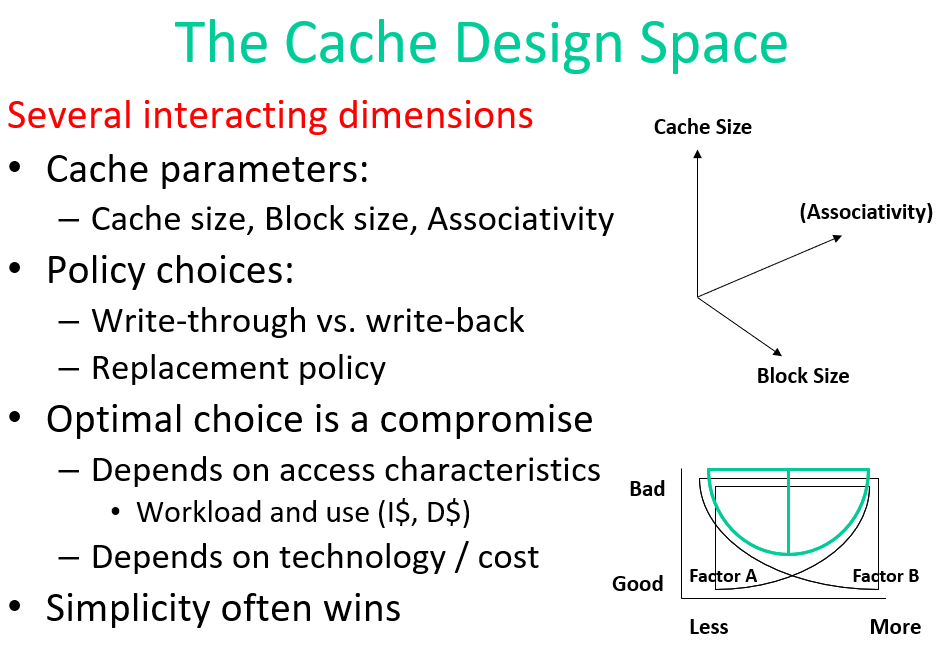 The Cache Design Space
Several interacting dimensions
• Cache parameters:
– Cache size, Block size, Associativity
• Policy choices:
– Write-through vs. write-back
– Replacement policy
• Optimal choice is a compromise
– Depends on access characteristics
• Workload and use (I$, D$)
– Depends on technology / cost
• Simplicity often wins
Cache Size
(Associativity)
Block Size
Bad
Good
Factor A
Factor B
Less
More